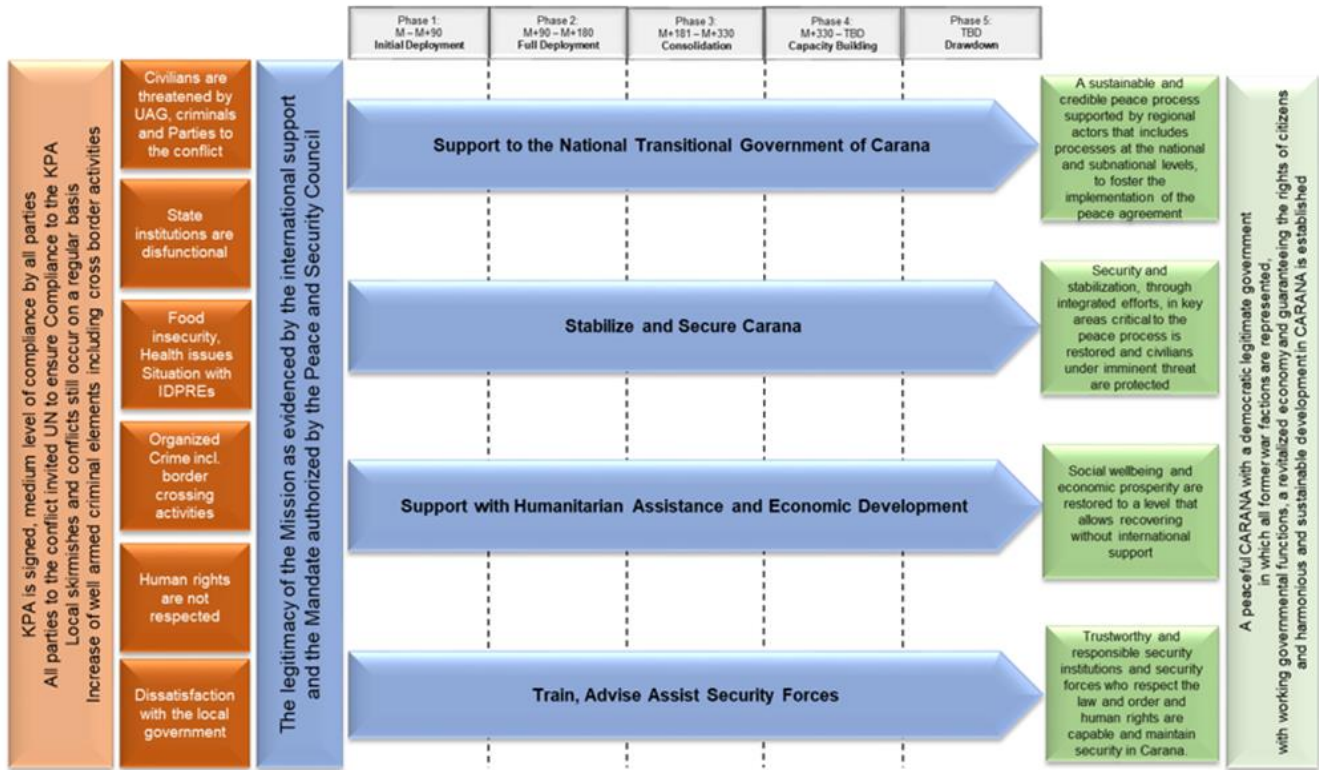 Phase 1:
M – M+90
Initial Deployment
Phase 2:
M+90 – M+180
Full Deployment
Phase 3:
M+181 – M+330
Consolidation
Phase 4:
M+330 – TBD
Capacity Building
Phase 5:
TBD
Drawdown
KPA is signed, medium level of compliance by all parties
All parties to the conflict invited UN to ensure Compliance to the KPA
Local skirmishes and conflicts still occur on a regular basis
Increase of well armed criminal elements including cross border activities
Civilians are
threatened by
UAG, criminals
and Parties to
the conflict
State
institutions are
disfunctional
Food
insecurity,
Health issues
Situation with
IDPREs
Organized
Crime incl.
border
crossing
activities
Human rights
are not
respected
Dissatisfaction
with the local
government
The legitimacy of the Mission as evidenced by the international support
and the Mandate authorized by the Peace and Security Council
Support to the National Transitional Government of Carana
Stabilize and Secure Carana
Support with Humanitarian Assistance and Economic Development
Train, Advise Assist Security Forces
A sustainable and
credible peace process
supported by regional
actors that includes
processes at the national
and subnational levels,
to foster the
implementation of the
peace agreement
Security and
stabilization, through
integrated efforts, in key
areas critical to the
peace process is
restored and civilians
under imminent threat
are protected
Social wellbeing and
economic prosperity are
restored to a level that
allows recovering
without international
support
Trustworthy and
responsible security
institutions and security
forces who respect the
law and order and
human rights are
capable and maintain
security in Carana.
A peaceful CARANA with a democratic legitimate government
in which all former war factions are represented,
with working governmental functions, a revitalized economy and guaranteeing the rights of citizens
and harmonious and sustainable development in CARANA is established